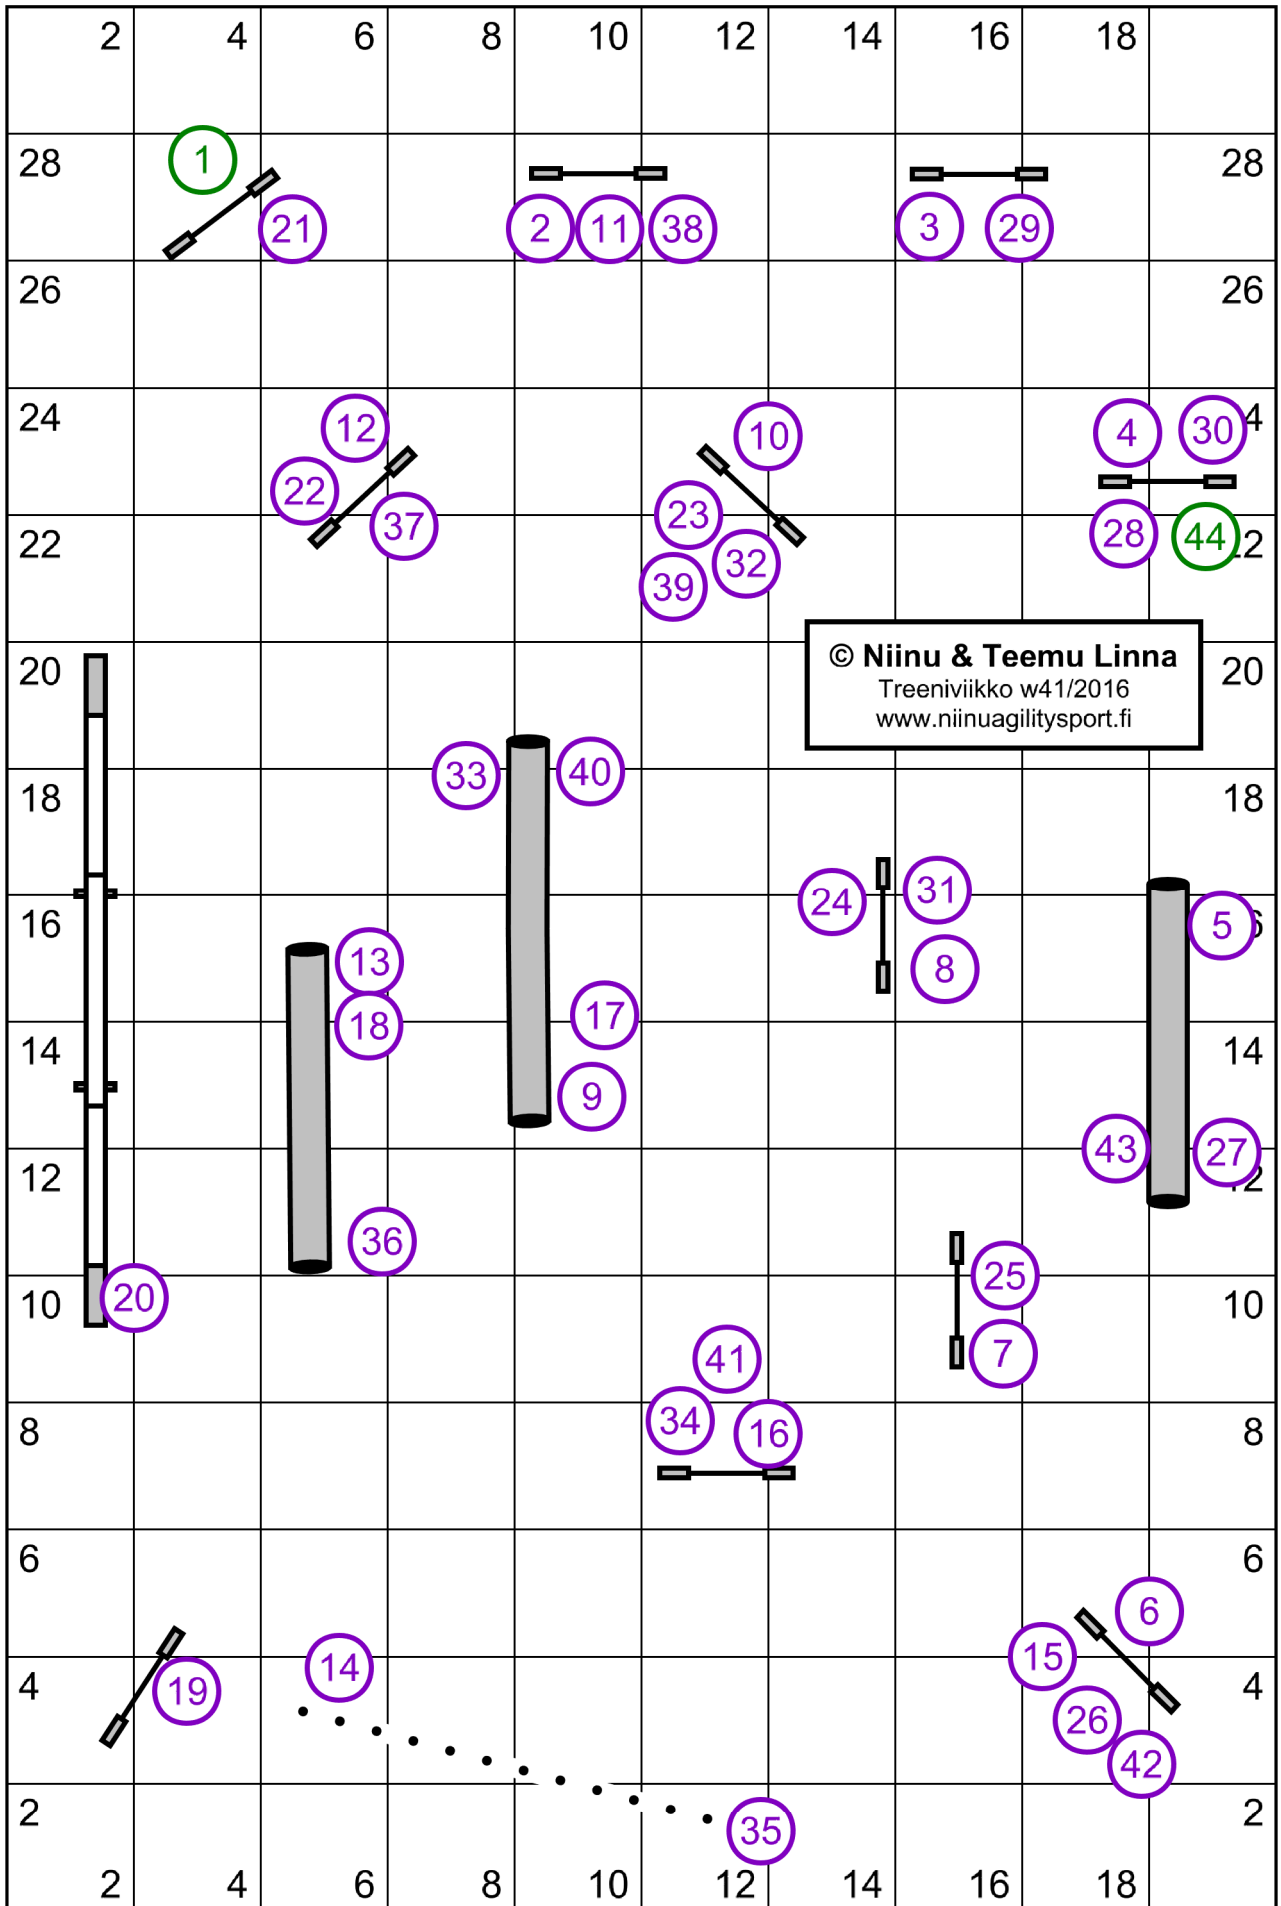 2 4 6 8 10 12 14 16 18
1
28 28
21 2 11 38 3 29
26 26
12 10 4 30
24 4
22 23 37 32 39 28 44
22 2
© Niinu & Teemu Linna
Treeniviikko w41/2016
www.niinuagilitysport.fi
20 20
33 40
18 18
24 31
16 5 6
13 8
17 18
14 14
9
43 27
12 12
36
25
20
10 10
41 7
34 16
8 8
6 6
6
15
14
4 19 4
26
42
2 35 2
2 4 6 8 10 12 14 16 18